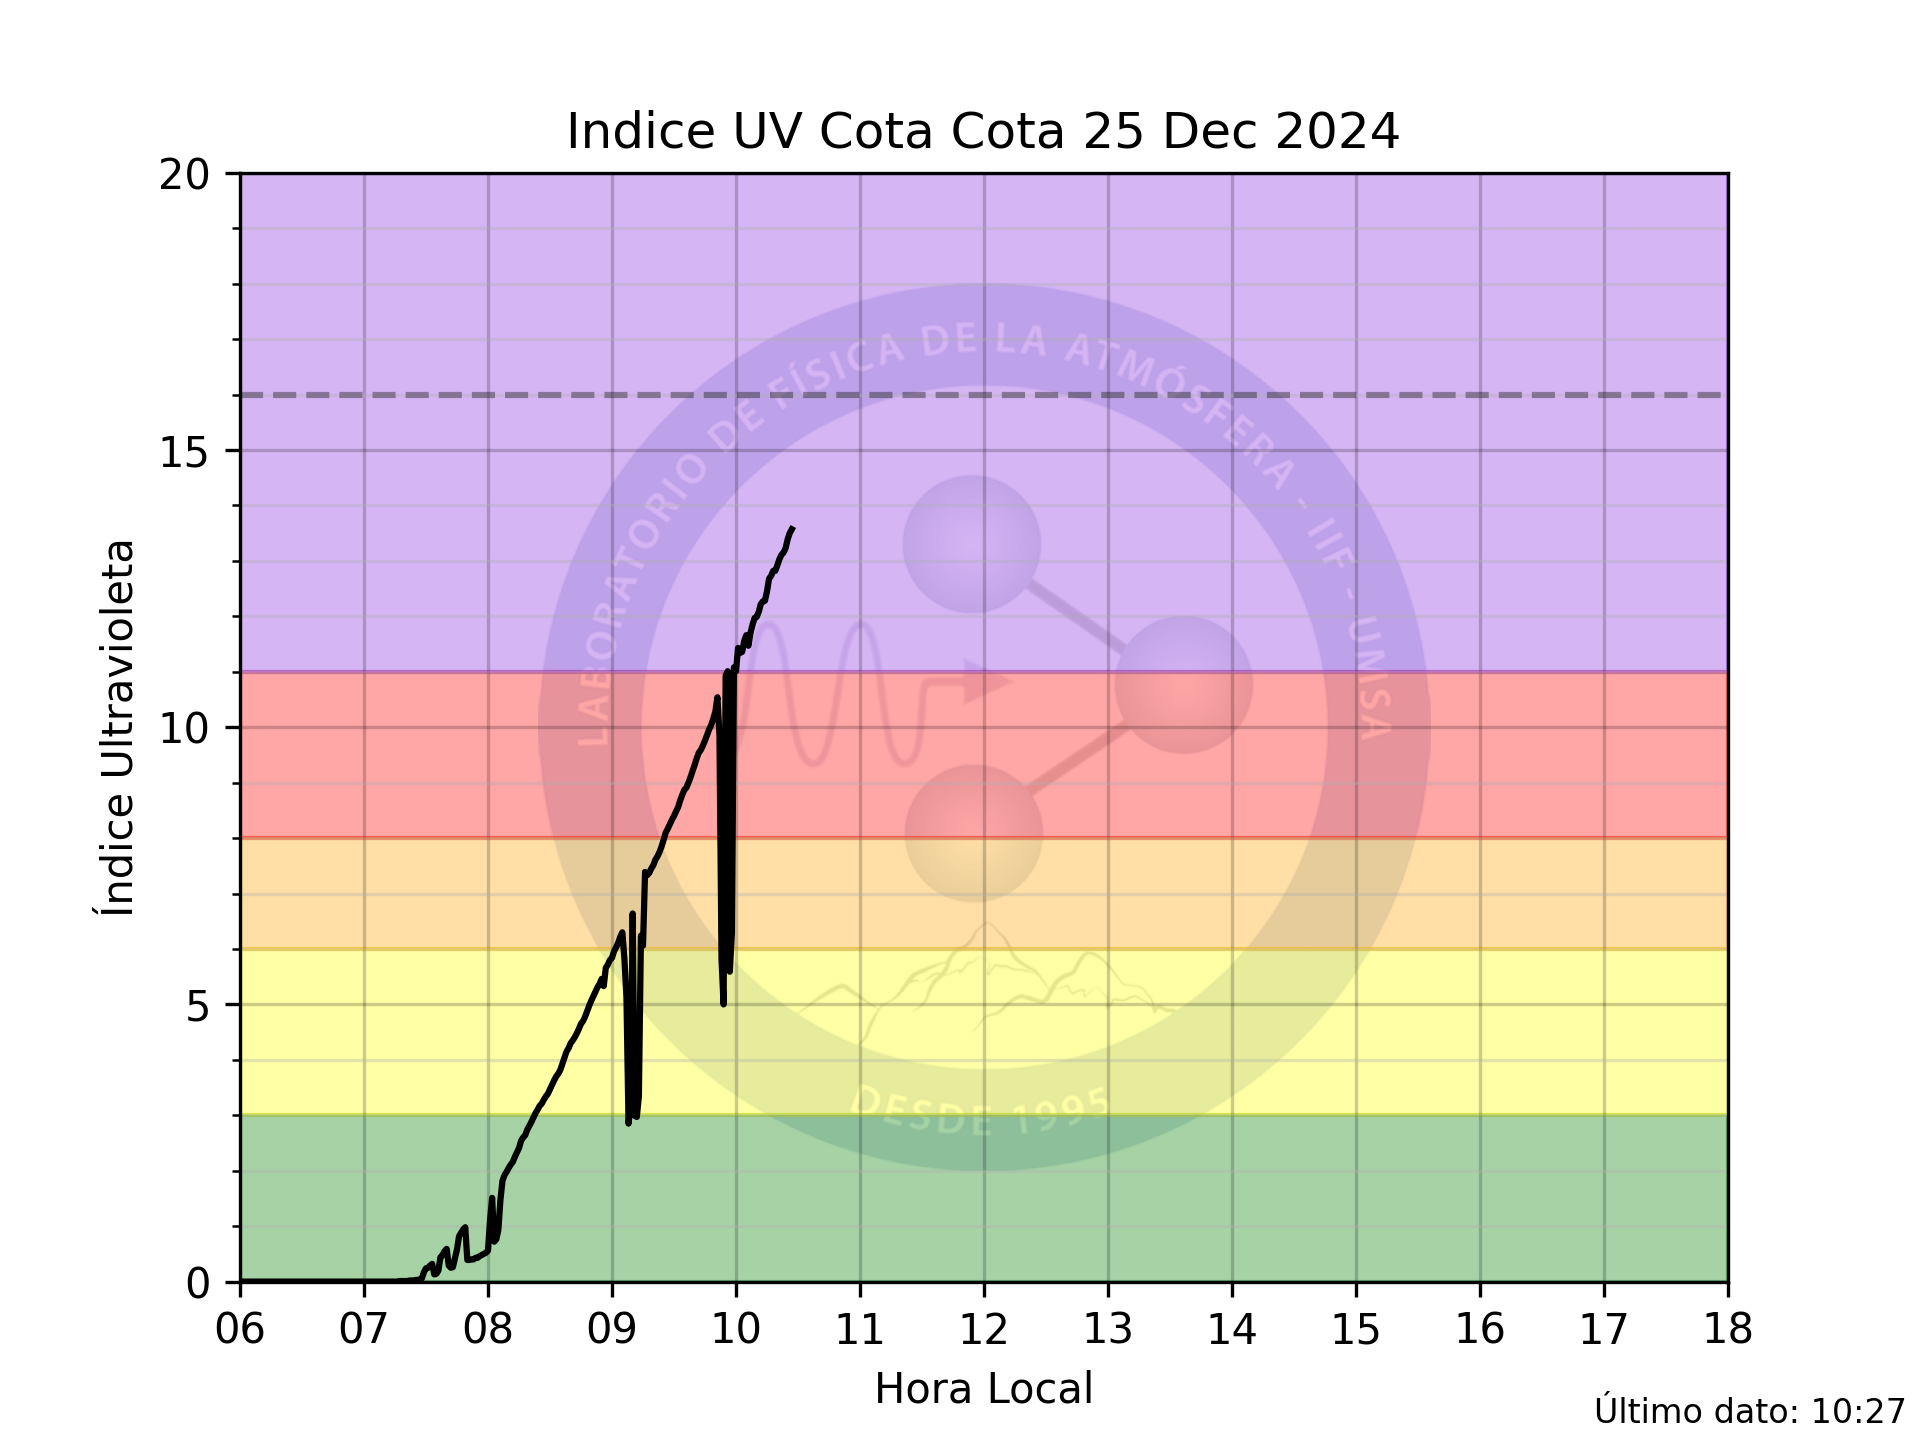 Indice UV Cota Cota 25 Dec 2024
20
15
10
5
0
Índice Ultravioleta
LABORATORIO DE FÍSICA DE LA ATMÓSFERA - IIF - UMSA
DESDE 1995
06 07 08 09 10 11 12 13 14 15 16 17 18
Hora Local
Último dato: 10:27